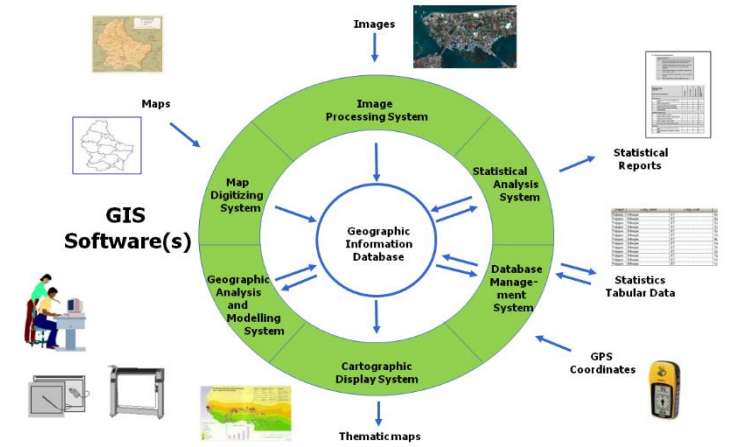 Images
Maps
Image
Processing System
Map
Digitizing
System
Statistical
Analysis
System
Statistical
Reports
GIS
Software(s)
Geographic
Information
Database
Geographic
Analysis
and
Modelling
System
Database
Manage-
ment
System
Statistics
Tabular Data
GPS
Coordinates
Cartographic
Display System
Thematic maps